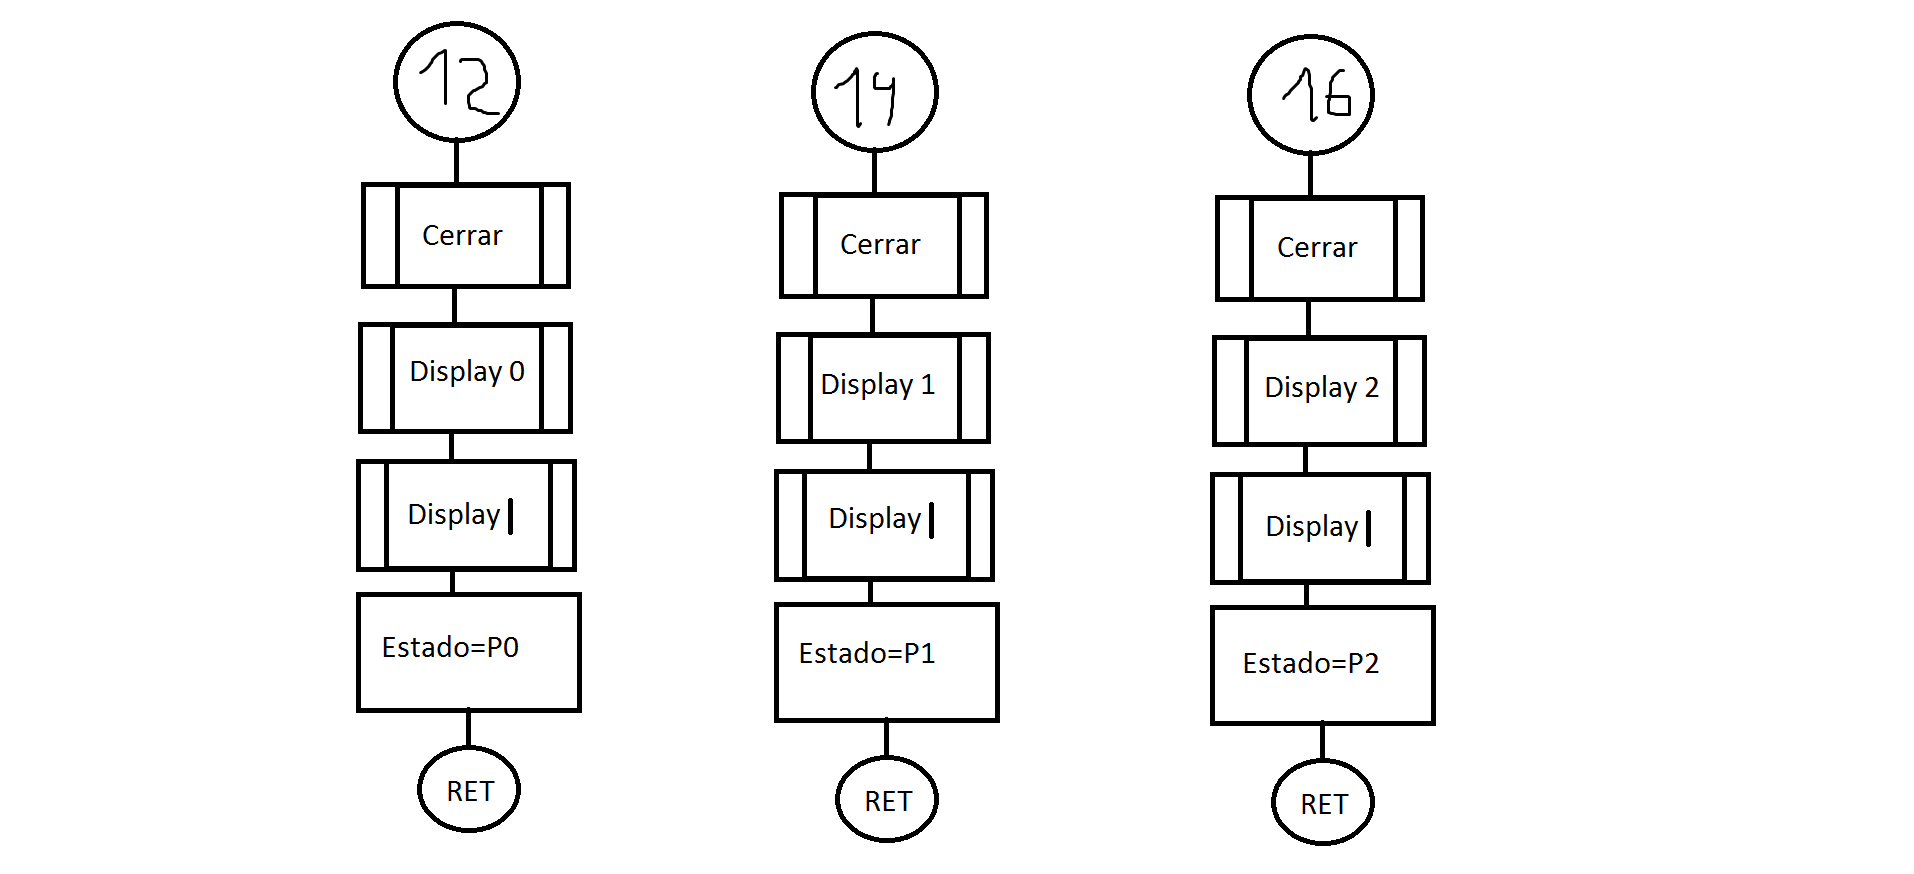 12
Cerrar
Display 0
Display |
Estado=P0
RET
14
Cerrar
Display 1
Display |
Estado=P1
RET
16
Cerrar
Display 2
Display |
Estado=P2
RET